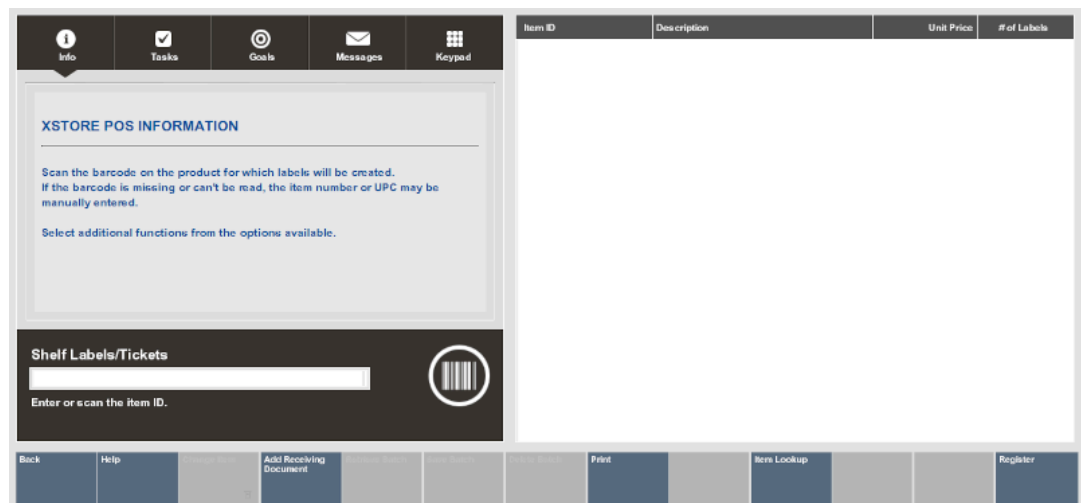 Info
Tasks
Goals
Messages
Keypad
XSTORE POS INFORMATION
Scan the barcode on the product for which labels will be created.
If the barcode is missing or can't be read, the item number or UPC may be
manually entered.
Select additional functions from the options available.
Shelf Labels/Tickets
Enter or scan the item ID.
Item ID
Description
Unit Price
# of Labels
Back
Help
Add Receiving
Document
Print
Item Lookup
Register